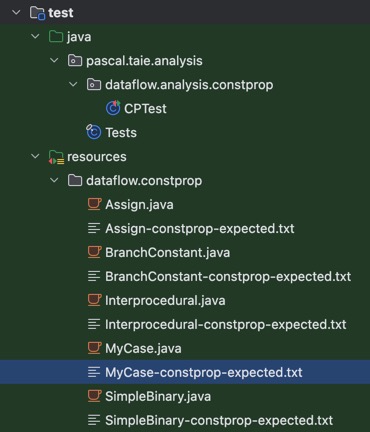 test
java
pascal.taie.analysis
dataflow.analysis.constprop
CPTest
Tests
resources
dataflow.constprop
Assign.java
Assign-constprop-expected.txt
BranchConstant.java
BranchConstant-constprop-expected.txt
Interprocedural.java
Interprocedural-constprop-expected.txt
MyCase.java
MyCase-constprop-expected.txt
SimpleBinary.java
SimpleBinary-constprop-expected.txt